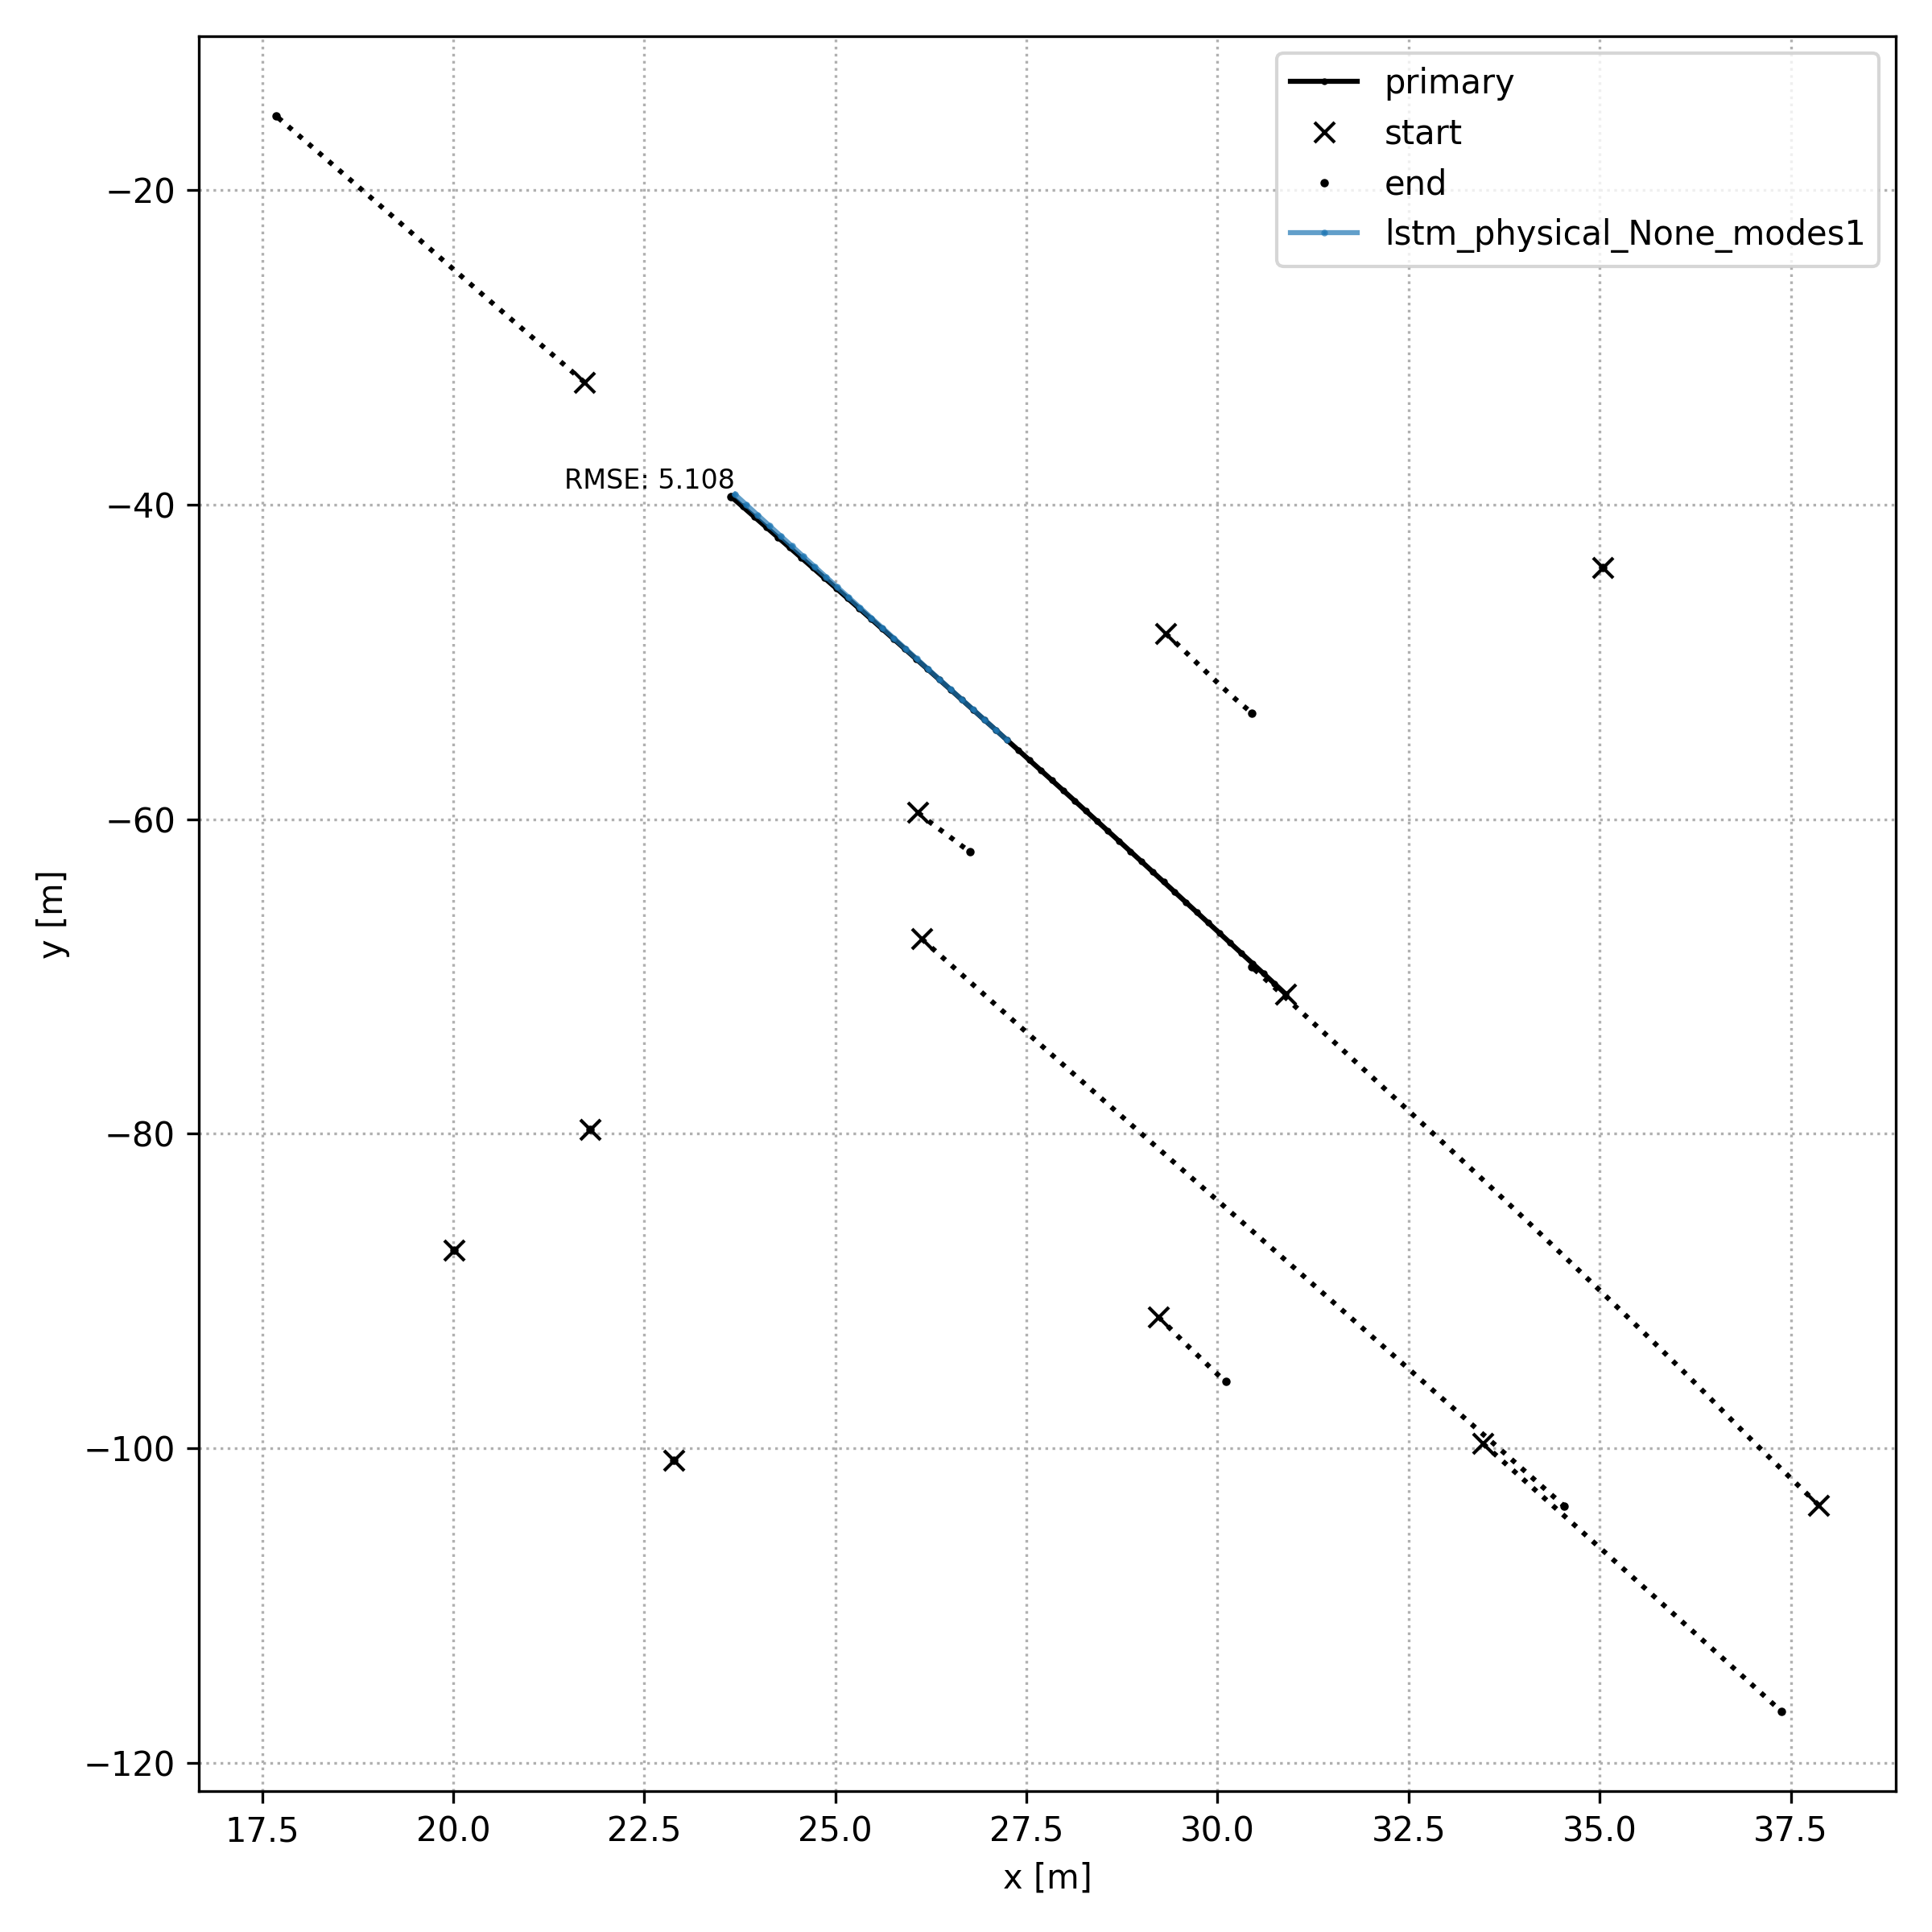 primary
start
end
lstm_physical_None_modes1
RMSE: 5.108
−20
−40
−60
−80
−100
−120
y [m]
17.5 20.0 22.5 25.0 27.5 30.0 32.5 35.0 37.5
x [m]